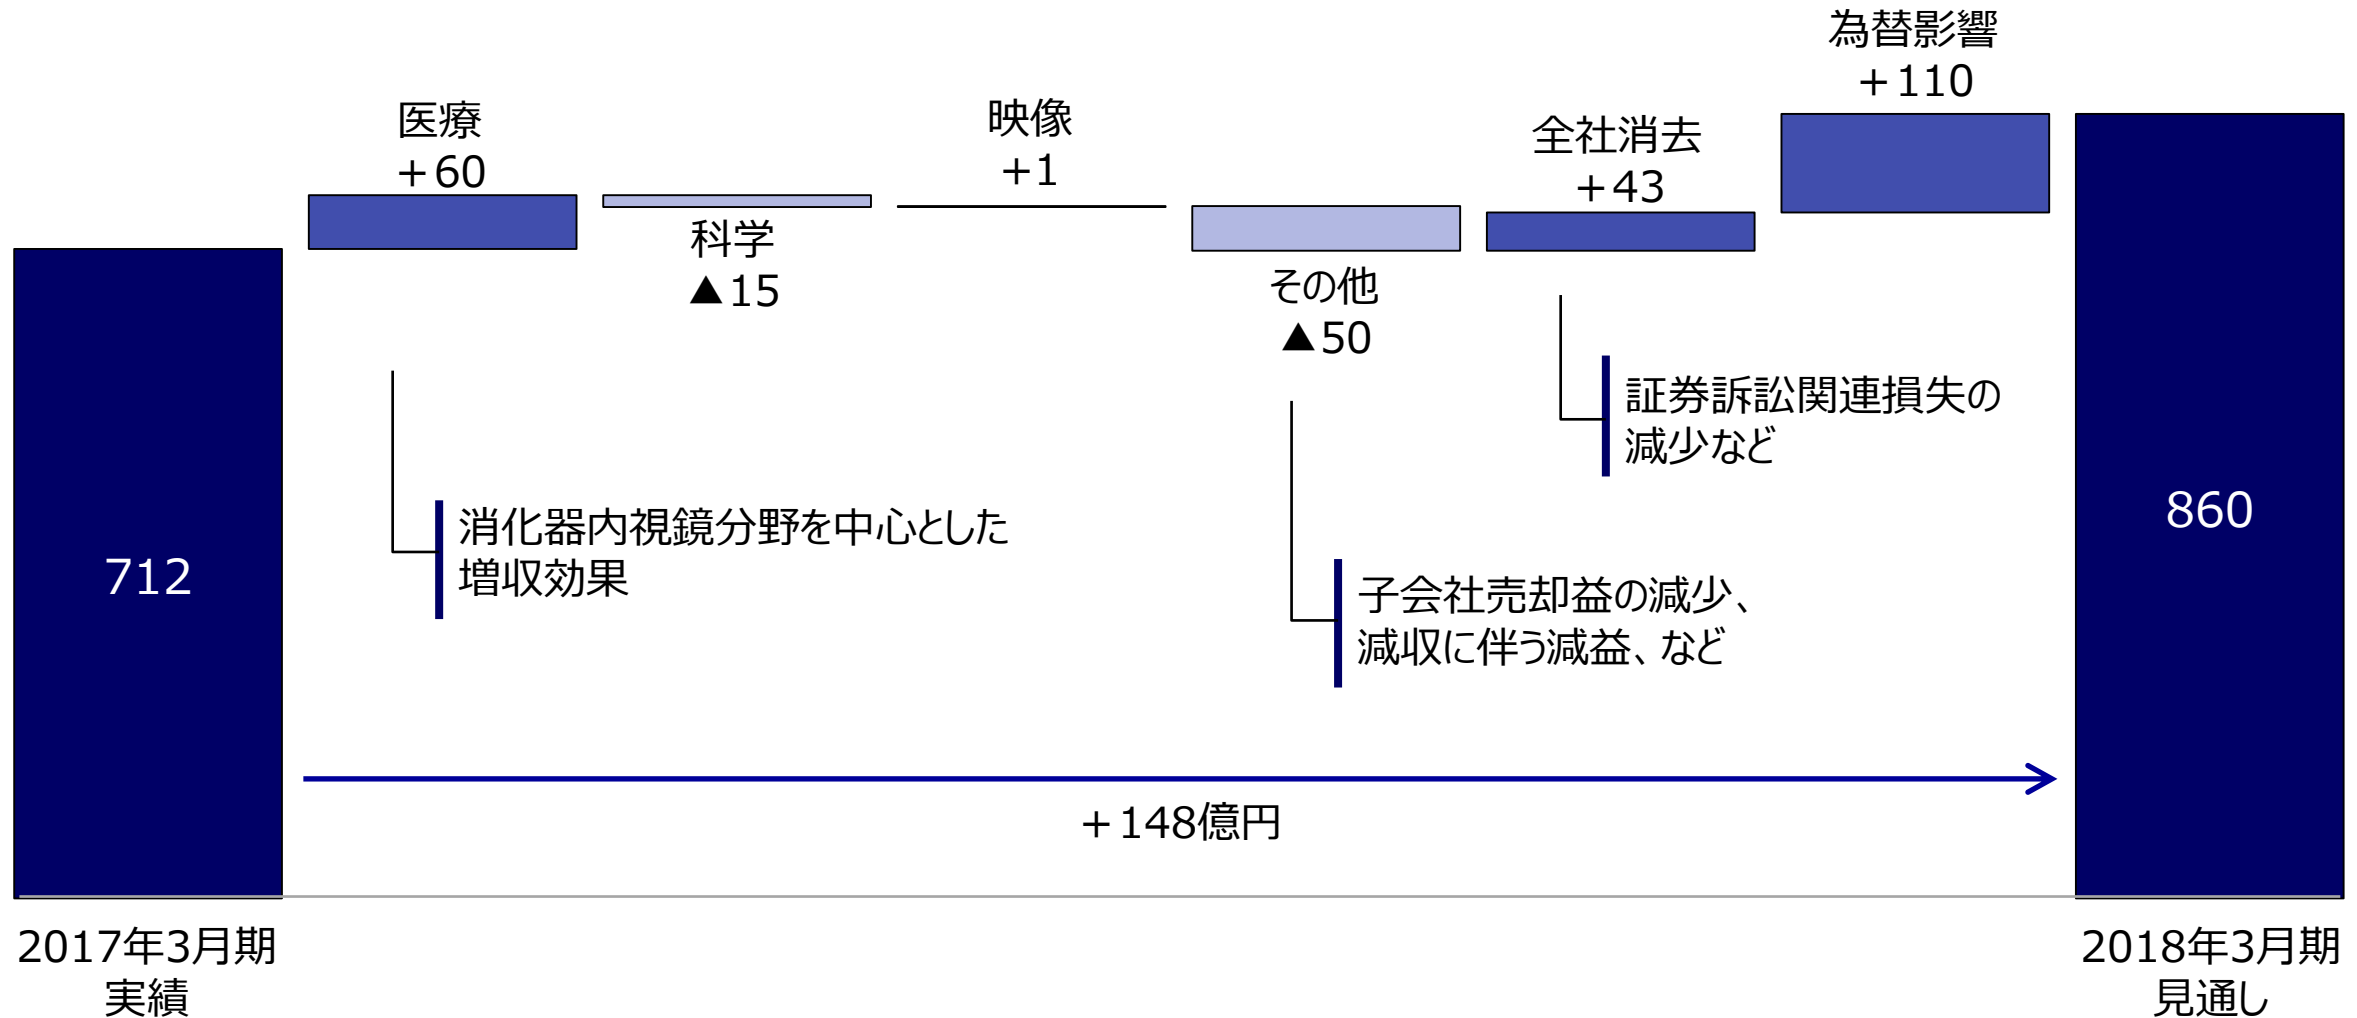 為替影響
+110
医療
+60
映像
+1
全社消去
+43
科学
▲15
その他
▲50
証券訴訟関連損失の
減少など
消化器内視鏡分野を中心とした
増収効果
子会社売却益の減少、
減収に伴う減益、など
712
860
+148億円
2017年3月期
実績
2018年3月期
見通し